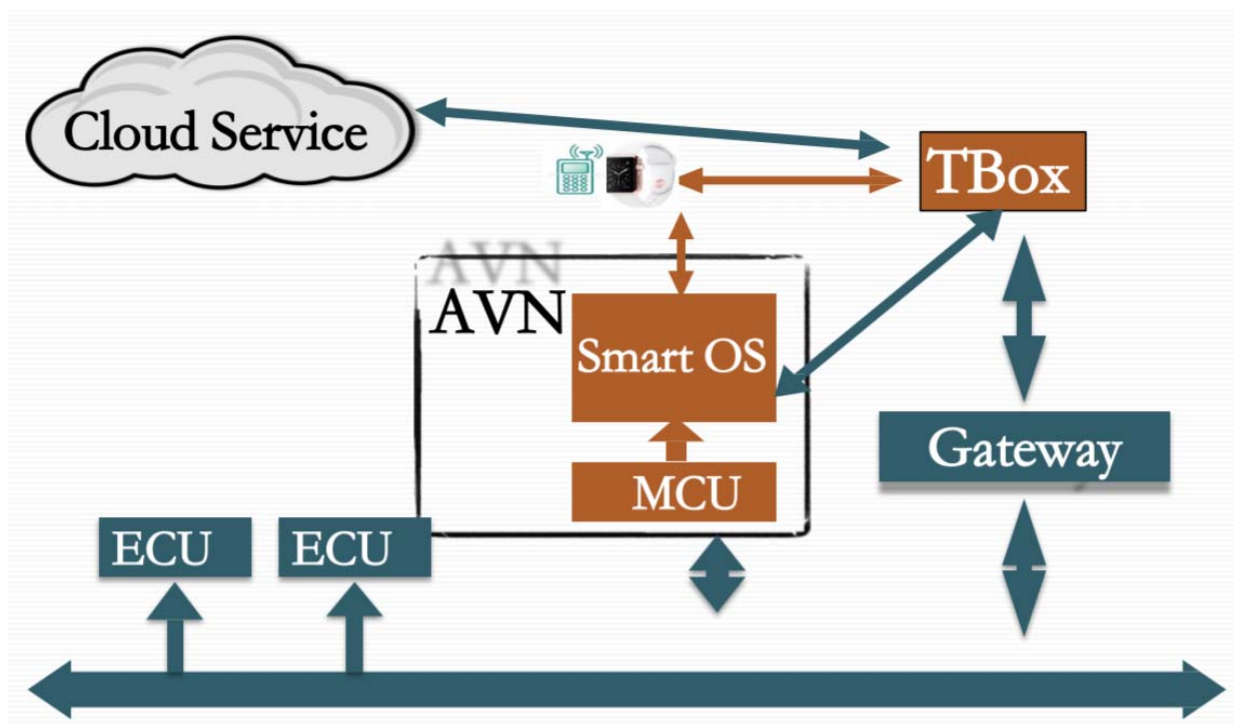 Cloud Service
TBox
AVN
AVN
Smart OS
Gateway
MCU
ECU
ECU